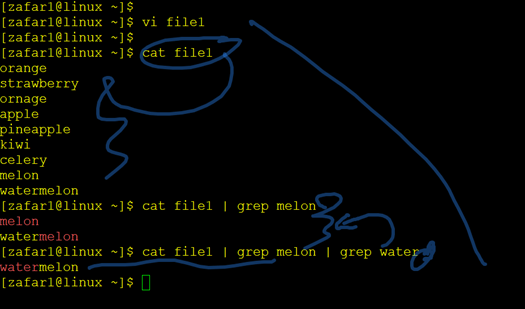 [zafar1@linux ~]$
[zafar1@linux ~]$ vi file1
[zafar1@linux ~]$
[zafar1@linux ~]$ cat file1
orange
strawberry
ornage
apple
pineapple
kiwi
celery
melon
watermelon
[zafar1@linux ~]$ cat file1 | grep melon
melon
watermelon
[zafar1@linux ~]$ cat file1 | grep melon | grep water
watermelon
[zafar1@linux ~]$